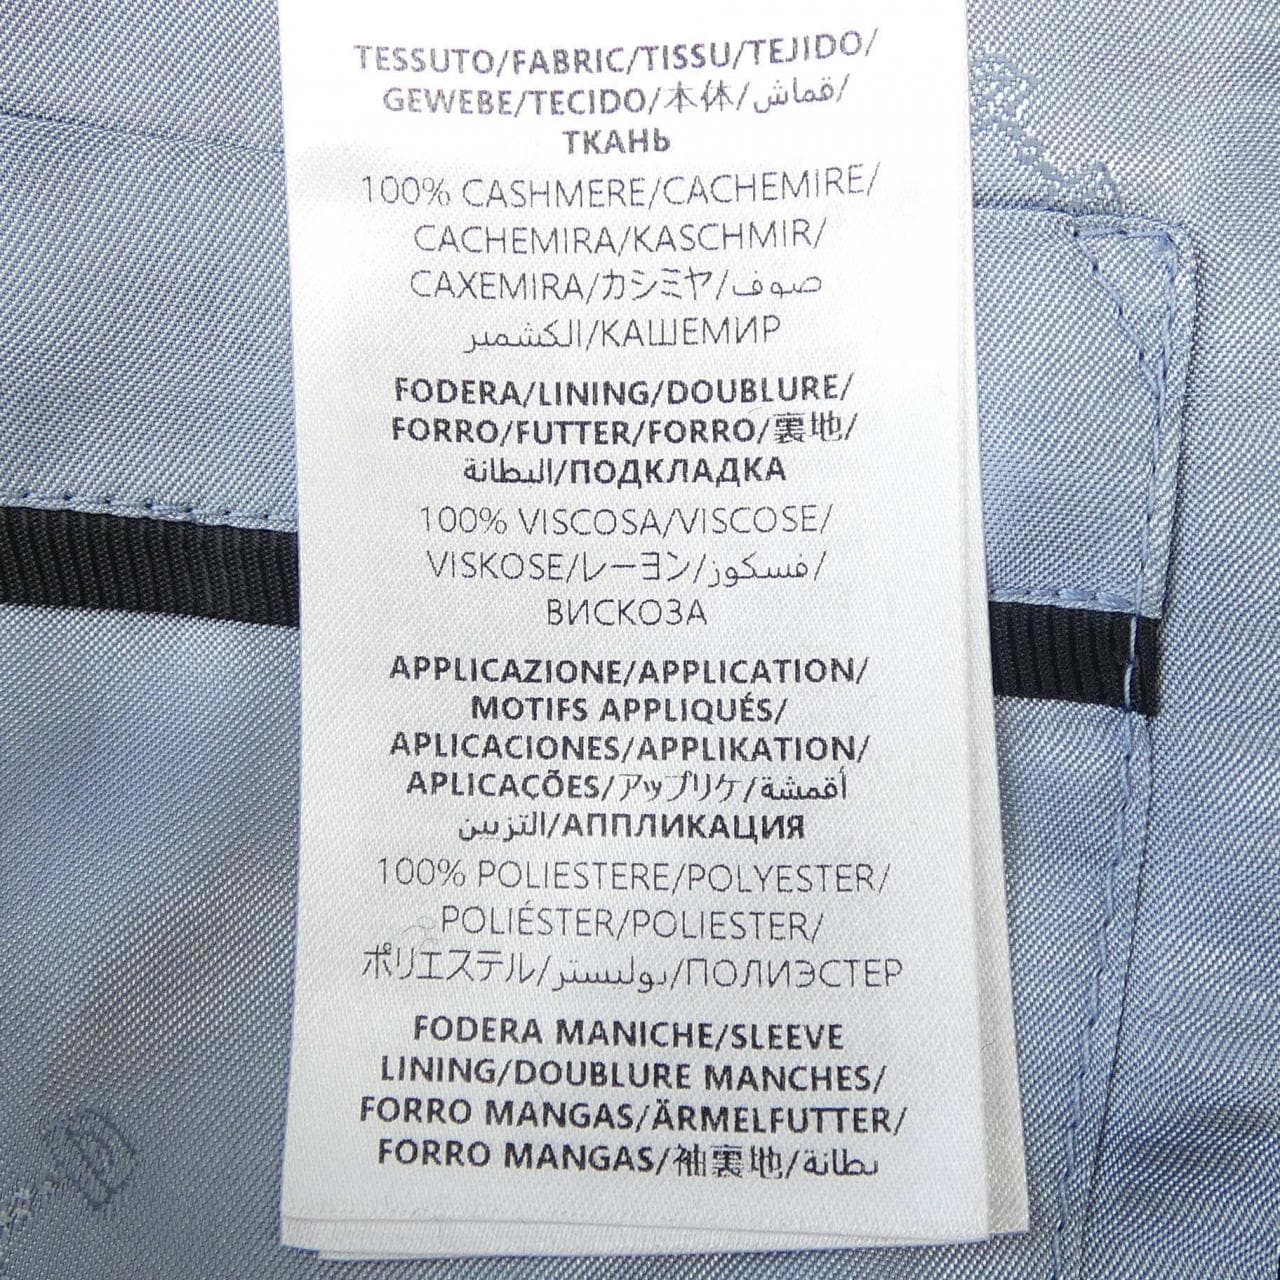 TESSUTO/FABRIC/TISSU/TEJIDO/
GEWEBE/TECIDO/本体/قماش/
ТКАНЬ
100% CASHMERE/CACHEMIRE/
CACHEMIRA/KASCHMIR/
CAXEMIRA/カシミヤ/صوف
الكشمير/КАШЕМИР
FODERA/LINING/DOUBLURE/
FORRO/FUTTER/FORRO/裏地/
البطانة/ПОДКЛАДКА
100% VISCOSA/VISCOSE/
VISKOSE/レーヨン/فسكوز/
ВИСКОЗА
APPLICAZIONE/APPLICATION/
MOTIFS APPLIQUÉS/
APLICACIONES/APPLIKATION/
APLICAÇÕES/アップリケ/أقمشة
التزيين/АППЛИКАЦИЯ
100% POLIESTERE/POLYESTER/
POLIÉSTER/POLIESTER/
ポリエステル/بوليستر/ПОЛИЭСТЕР
FODERA MANICHE/SLEEVE
LINING/DOUBLURE MANCHES/
FORRO MANGAS/ÄRMELFUTTER/
FORRO MANGAS/袖裏地/بطانة